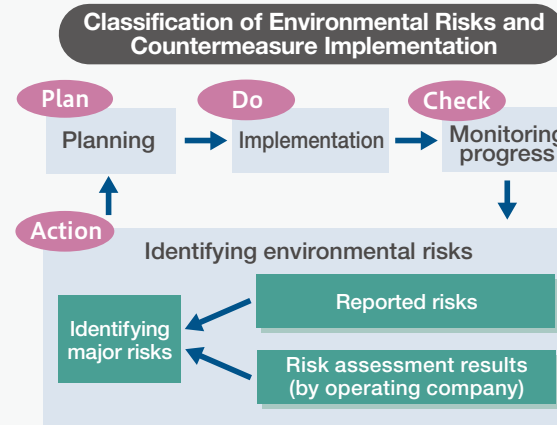 Classification of Environmental Risks and
Countermeasure Implementation
Plan
Planning
Do
Implementation
Check
Monitoring
progress
Action
Identifying environmental risks
Identifying
major risks
Reported risks
Risk assessment results
(by operating company)